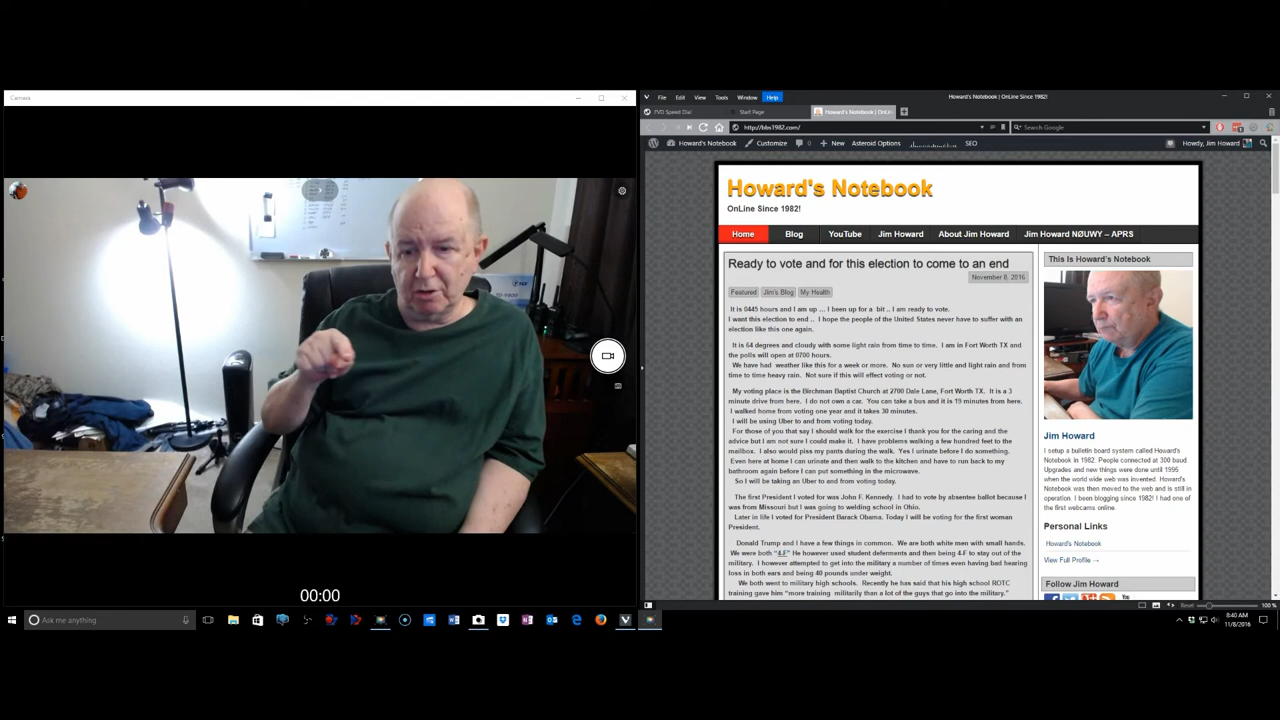 Camera
00:00
File Edit View Tools Window Help
Howard's Notebook | OnLine Since 1982!
FVD Speed Dial
Start Page
Howard's Notebook | OnLi
http://bbn1982.com/
Search Google
Howard's Notebook Customize 0 New Asteroid Options SEO
Howdy, Jim Howard
Howard's Notebook
OnLine Since 1982!
Home Blog YouTube Jim Howard About Jim Howard Jim Howard NØUWY – APRS
Ready to vote and for this election to come to an end
November 8, 2016
Featured Jim's Blog My Health
It is 0445 hours and I am up … I been up for a bit .. I am ready to vote.
I want this election to end .. I hope the people of the United States never have to suffer with an
election like this one again.
It is 64 degrees and cloudy with some light rain from time to time. I am in Fort Worth TX and
the polls will open at 0700 hours.
We have had weather like this for a week or more. No sun or very little and light rain and from
time to time heavy rain. Not sure if this will effect voting or not.
My voting place is the Birchman Baptist Church at 2700 Dale Lane, Fort Worth TX. It is a 3
minute drive from here. I do not own a car. You can take a bus and it is 19 minutes from here.
I walked home from voting one year and it takes 30 minutes.
I will be using Uber to and from voting today.
For those of you that say I should walk for the exercise I thank you for the caring and the
advice but I am not sure I could make it. I have problems walking a few hundred feet to the
mailbox. I also would piss my pants during the walk. Yes I urinate before I do something.
Even here at home I can urinate and then walk to the kitchen and have to run back to my
bathroom again before I can put something in the microwave.
So I will be taking an Uber to and from voting today.
The first President I voted for was John F. Kennedy. I had to vote by absentee ballot because I
was from Missouri but I was going to welding school in Ohio.
Later in life I voted for President Barack Obama. Today I will be voting for the first woman
President.
Donald Trump and I have a few things in common. We are both white men with small hands.
We were both "4-F" He however used student deferments and then being 4-F to stay out of the
military. I however attempted to get into the military a number of times even having bad hearing
loss in both ears and being 40 pounds under weight.
We both went to military high schools. Recently he has said that his high school ROTC
training gave him "more training militarily than a lot of the guys that go into the military."
This Is Howard's Notebook
Jim Howard
I setup a bulletin board system called Howard's
Notebook in 1982. People connected at 300 baud.
Upgrades and new things were done until 1995
when the world wide web was invented. Howard's
Notebook was then moved to the web and is still in
operation. I been blogging since 1982! I had one of
the first webcams online.
Personal Links
Howard's Notebook
View Full Profile →
Follow Jim Howard
You
Reset
100 %
Ask me anything
8:40 AM
11/8/2016